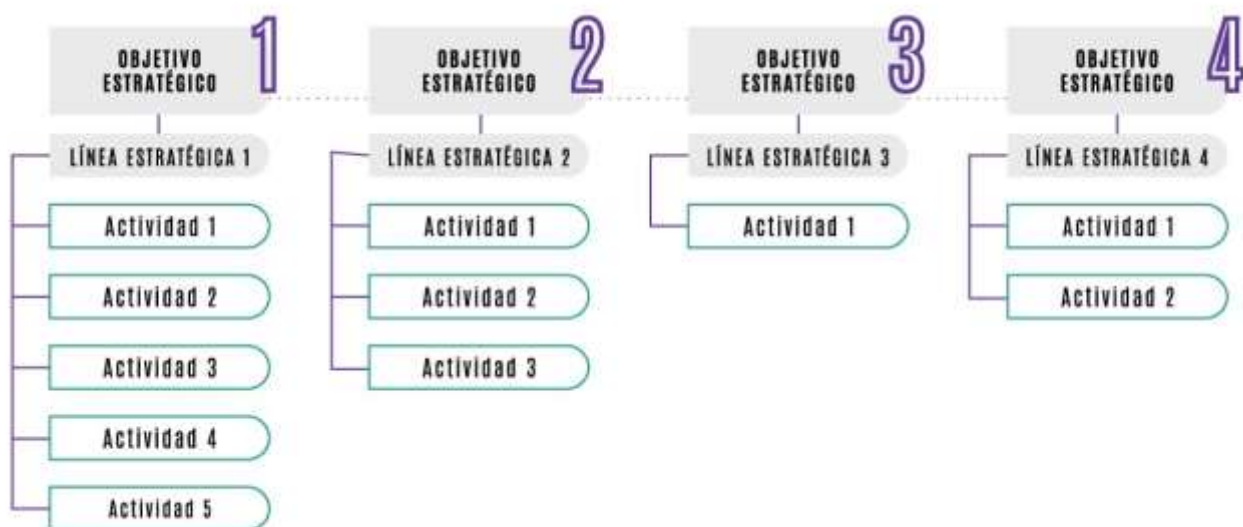 OBJETIVO
ESTRATÉGICO
1
LÍNEA ESTRATÉGICA 1
Actividad 1
Actividad 2
Actividad 3
Actividad 4
Actividad 5
OBJETIVO
ESTRATÉGICO
2
LÍNEA ESTRATÉGICA 2
Actividad 1
Actividad 2
Actividad 3
OBJETIVO
ESTRATÉGICO
3
LÍNEA ESTRATÉGICA 3
Actividad 1
OBJETIVO
ESTRATÉGICO
4
LÍNEA ESTRATÉGICA 4
Actividad 1
Actividad 2